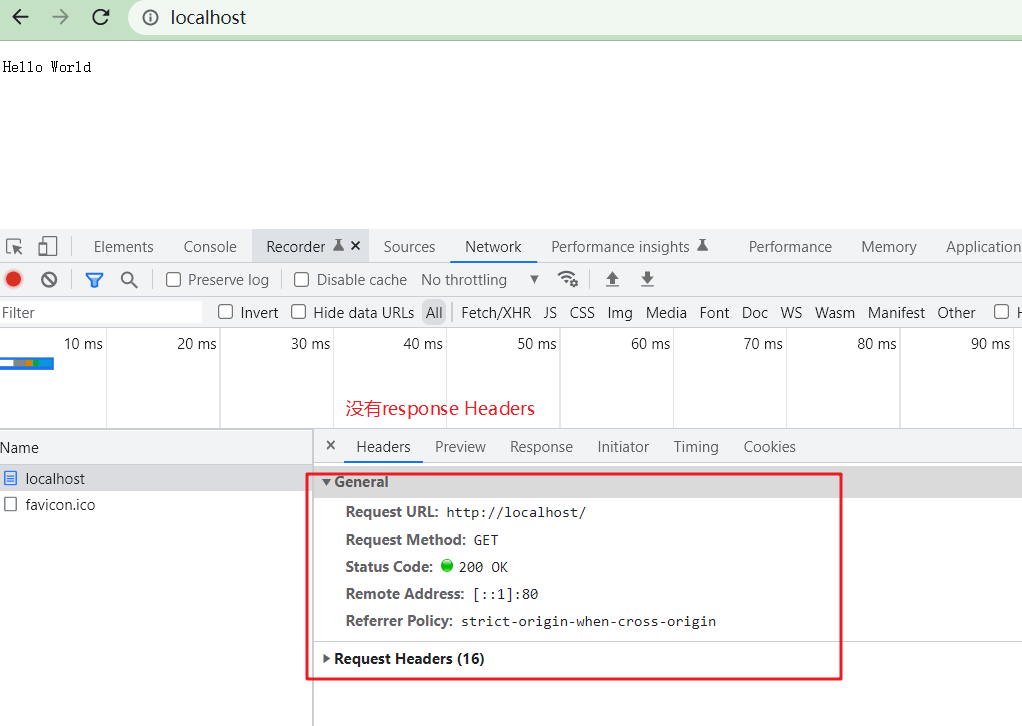 localhost
Hello World
Elements Console Recorder Sources Network Performance insights Performance Memory Application
Preserve log Disable cache No throttling
Filter Invert Hide data URLs All Fetch/XHR JS CSS Img Media Font Doc WS Wasm Manifest Other H
10 ms 20 ms 30 ms 40 ms 50 ms 60 ms 70 ms 80 ms 90 ms
没有response Headers
Name Headers Preview Response Initiator Timing Cookies
localhost
favicon.ico
General
Request URL: http://localhost/
Request Method: GET
Status Code: 200 OK
Remote Address: [::1]:80
Referrer Policy: strict-origin-when-cross-origin
Request Headers (16)